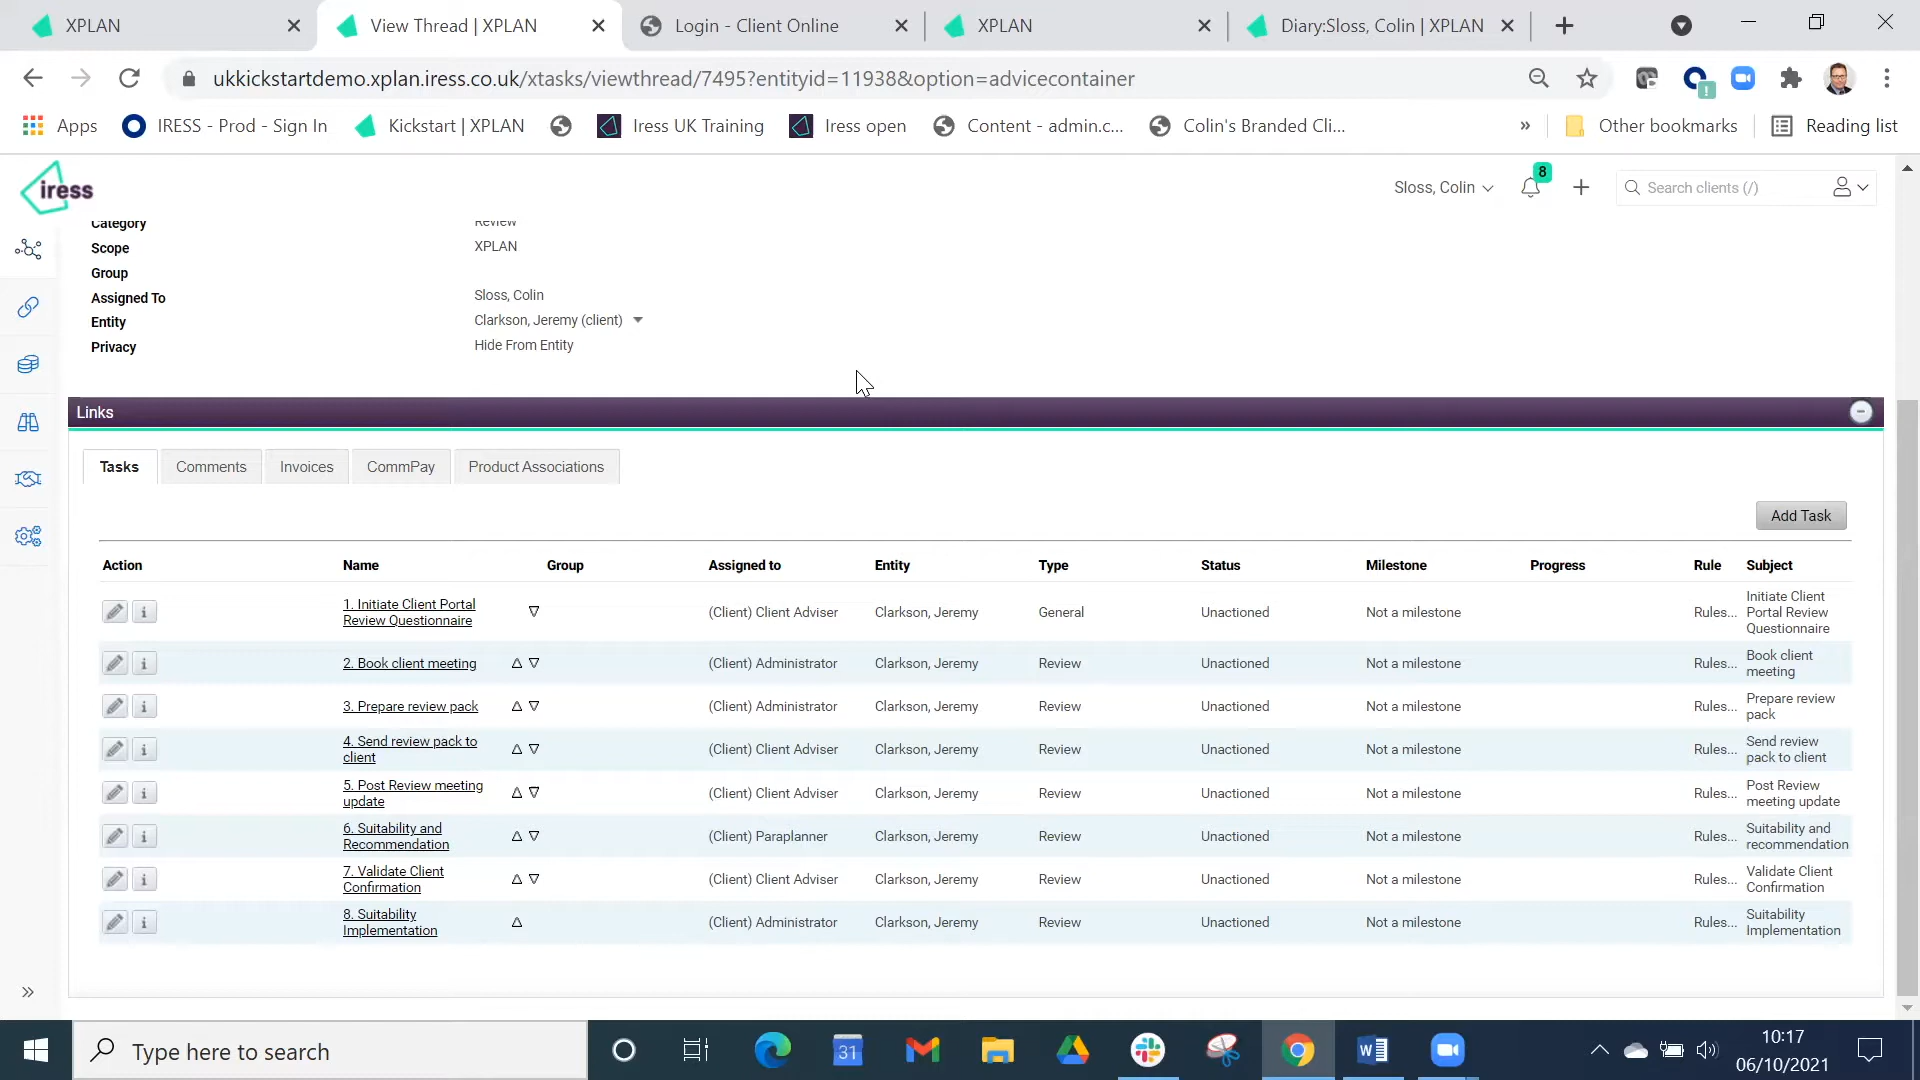 XPLAN
View Thread | XPLAN
Login - Client Online
XPLAN
Diary:Sloss, Colin | XPLAN
ukkickstartdemo.xplan.iress.co.uk/xtasks/viewthread/7495?entityid=11938&option=advicecontainer
Apps
IRESS - Prod - Sign In
Kickstart | XPLAN
Iress UK Training
Iress open
Content - admin.c...
Colin's Branded Cli...
»
Other bookmarks
Reading list
iress
Sloss, Colin
8
Search clients (/)
Category Review
Scope XPLAN
Group
Assigned To Sloss, Colin
Entity Clarkson, Jeremy (client)
Privacy Hide From Entity
Links
Tasks Comments Invoices CommPay Product Associations
Add Task
Action Name Group Assigned to Entity Type Status Milestone Progress Rule Subject
1. Initiate Client Portal
Review Questionnaire
(Client) Client Adviser Clarkson, Jeremy General Unactioned Not a milestone Rules...
Initiate Client
Portal Review
Questionnaire
2. Book client meeting (Client) Administrator Clarkson, Jeremy Review Unactioned Not a milestone Rules...
Book client
meeting
3. Prepare review pack (Client) Administrator Clarkson, Jeremy Review Unactioned Not a milestone Rules...
Prepare review
pack
4. Send review pack to
client
(Client) Client Adviser Clarkson, Jeremy Review Unactioned Not a milestone Rules...
Send review
pack to client
5. Post Review meeting
update
(Client) Client Adviser Clarkson, Jeremy Review Unactioned Not a milestone Rules...
Post Review
meeting update
6. Suitability and
Recommendation
(Client) Paraplanner Clarkson, Jeremy Review Unactioned Not a milestone Rules...
Suitability and
recommendation
7. Validate Client
Confirmation
(Client) Client Adviser Clarkson, Jeremy Review Unactioned Not a milestone Rules...
Validate Client
Confirmation
8. Suitability
Implementation
(Client) Administrator Clarkson, Jeremy Review Unactioned Not a milestone Rules...
Suitability
Implementation
Type here to search
31
10:17
06/10/2021